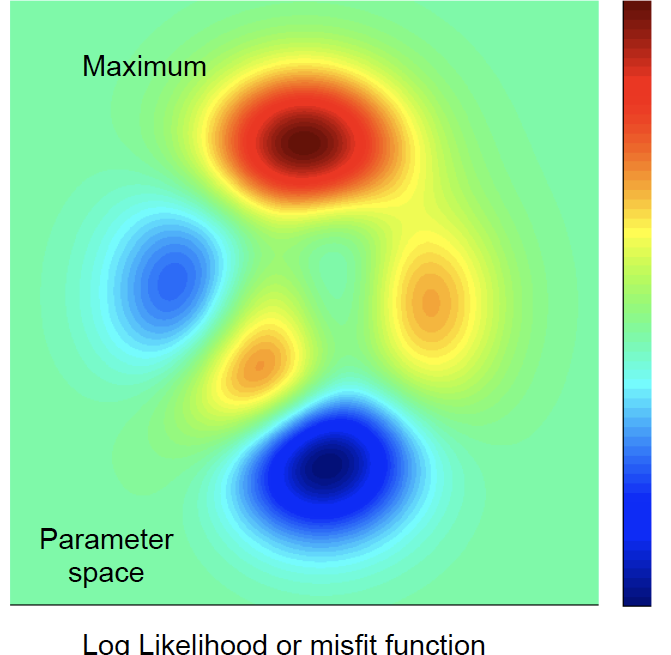 Maximum
Parameter
space
Log Likelihood or misfit function